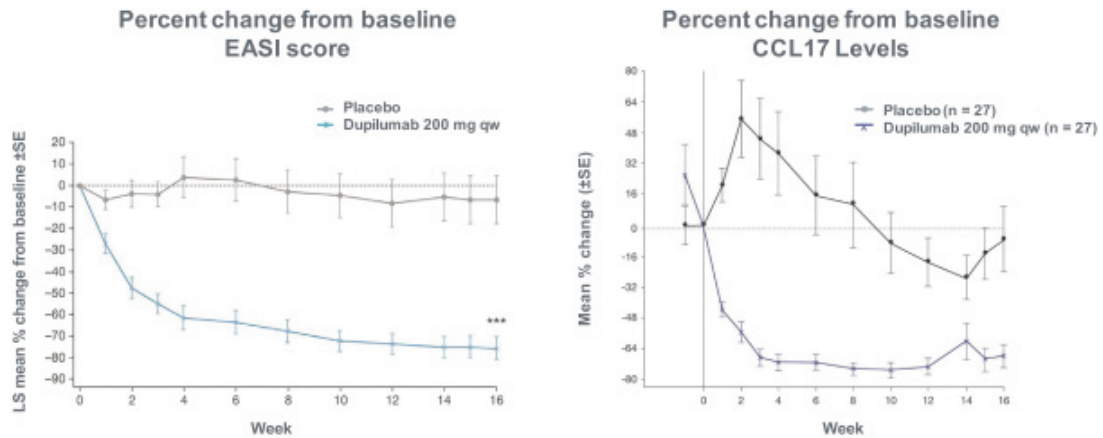 Percent change from baseline
EASI score
Placebo
Dupilumab 200 mg qw
LS mean % change from baseline ±SE
20
10
0
−10
−20
−30
−40
−50
−60
−70
−80
−90
***
0 2 4 6 8 10 12 14 16
Week
Percent change from baseline
CCL17 Levels
Placebo (n = 27)
Dupilumab 200 mg qw (n = 27)
Mean % change (±SE)
80
64
48
32
16
0
-16
-32
-48
-64
-80
0 2 4 6 8 10 12 14 16
Week